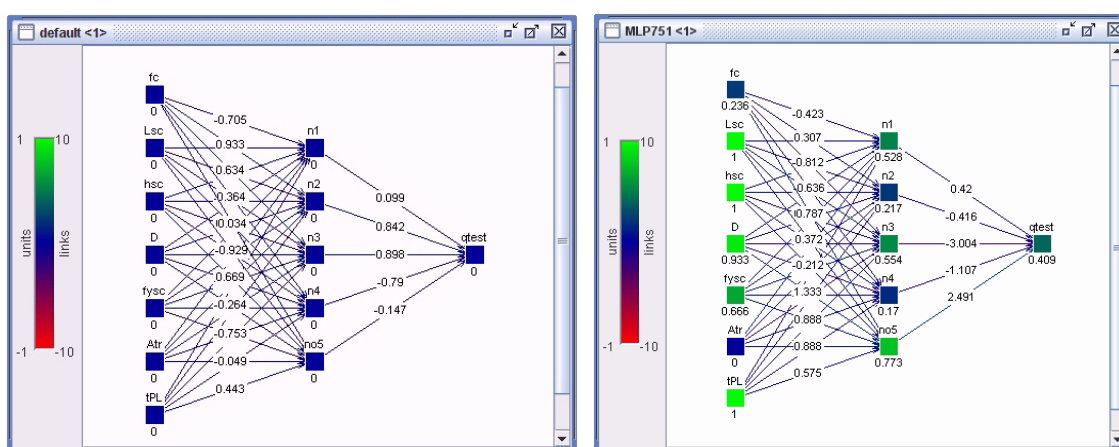 default <1>
fc
0
Lsc
0
hsc
0
D
0
fysc
0
Atr
0
tPL
0
-0.705
0.933
0.634
-0.364
0.034
-0.929
0.669
-0.264
-0.753
-0.049
0.443
n1
0
n2
0
n3
0
n4
0
no5
0
0.099
0.842
0.898
-0.79
-0.147
qtest
0
1
10
units
links
-1
-10
MLP751 <1>
fc
0.236
Lsc
1
hsc
1
D
0.933
fysc
0.666
Atr
0
tPL
1
-0.423
0.307
-0.812
-0.636
0.787
0.372
-0.212
1.333
0.888
0.888
0.575
n1
0.528
n2
0.217
n3
0.554
n4
0.17
no5
0.773
0.42
-0.416
-3.004
-1.107
2.491
qtest
0.409
1
10
units
links
-1
-10